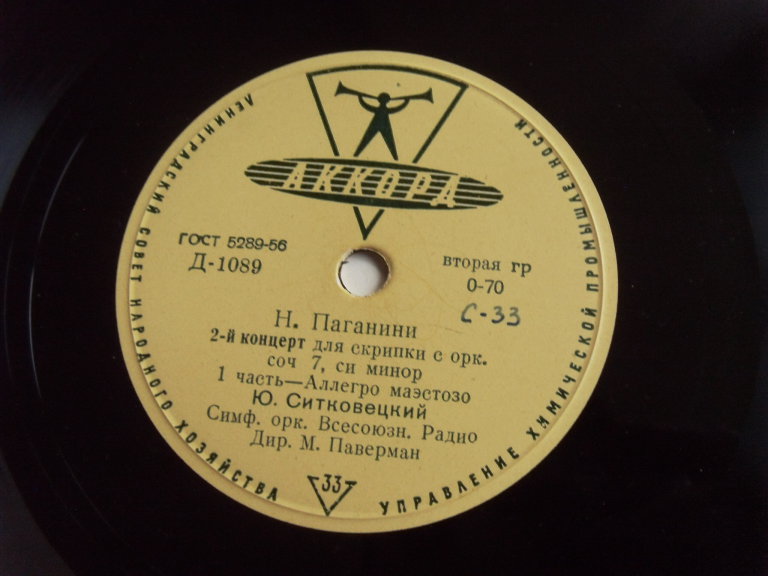 ЛЕНИНГРАДСКИЙ СОВЕТ НАРОДНОГО ХОЗЯЙСТВА
УПРАВЛЕНИЕ ХИМИЧЕСКОЙ ПРОМЫШЛЕННОСТИ
АККОРД
ГОСТ 5289-56
Д-1089
вторая гр
0-70
С-33
Н. Паганини
2-й концерт для скрипки с орк.
соч 7, си минор
1 часть—Аллегро маэстозо
Ю. Ситковецкий
Симф. орк. Всесоюзн. Радио
Дир. М. Паверман
33